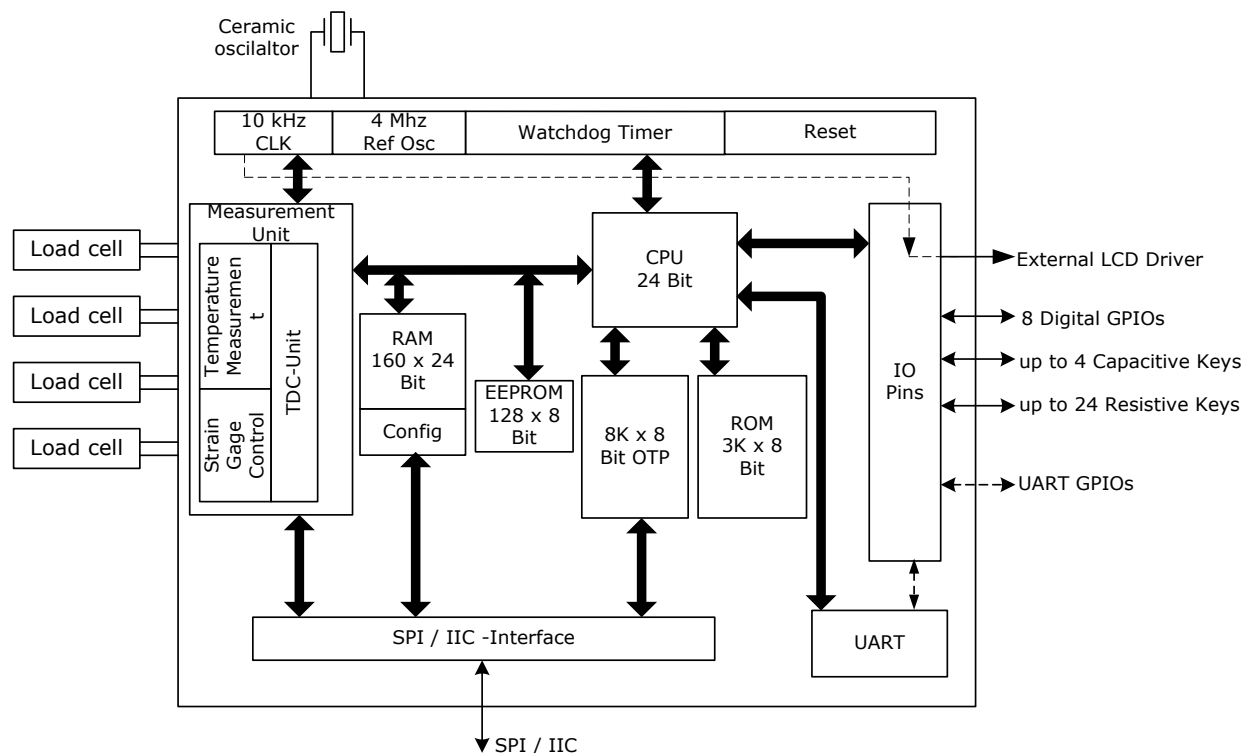 Ceramic
oscilaltor
10 kHz
CLK
4 Mhz
Ref Osc
Watchdog Timer
Reset
Load cell
Load cell
Load cell
Load cell
Measurement
Unit
Temperature
Measuremen
t
Strain
Gage
Control
TDC-Unit
RAM
160 x 24
Bit
Config
EEPROM
128 x 8
Bit
CPU
24 Bit
8K x 8
Bit OTP
ROM
3K x 8
Bit
IO
Pins
External LCD Driver
8 Digital GPIOs
up to 4 Capacitive Keys
up to 24 Resistive Keys
UART GPIOs
SPI / IIC -Interface
UART
SPI / IIC